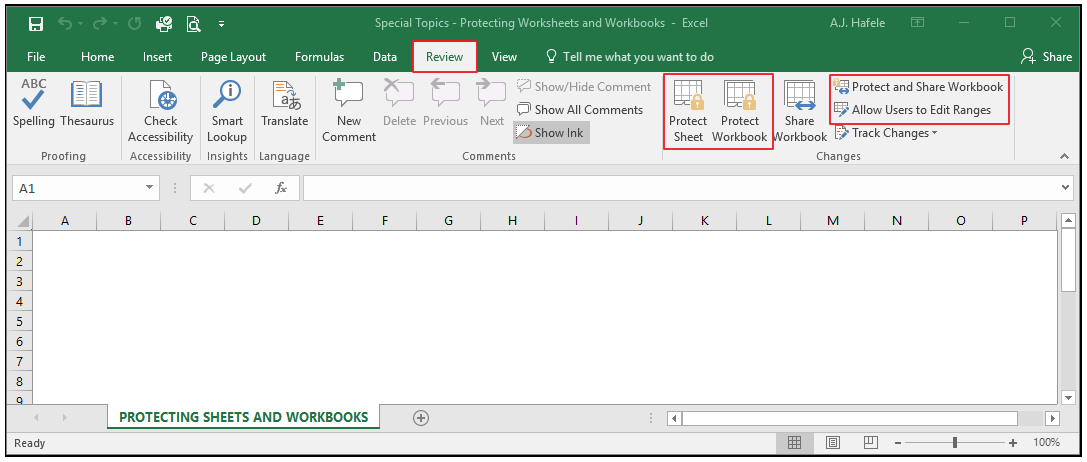 Special Topics - Protecting Worksheets and Workbooks - Excel
A.J. Hafele
File Home Insert Page Layout Formulas Data Review View Tell me what you want to do Share
ABC
Spelling
Thesaurus
Proofing
Check
Accessibility
Accessibility
Smart
Lookup
Insights
Translate
Language
New
Comment
Delete
Previous
Next
Show/Hide Comment
Show All Comments
Show Ink
Comments
Protect
Sheet
Protect
Workbook
Share
Workbook
Protect and Share Workbook
Allow Users to Edit Ranges
Track Changes
Changes
A1 fx
A B C D E F G H I J K L M N O P
1
2
3
4
5
6
7
8
9
PROTECTING SHEETS AND WORKBOOKS
Ready 100%